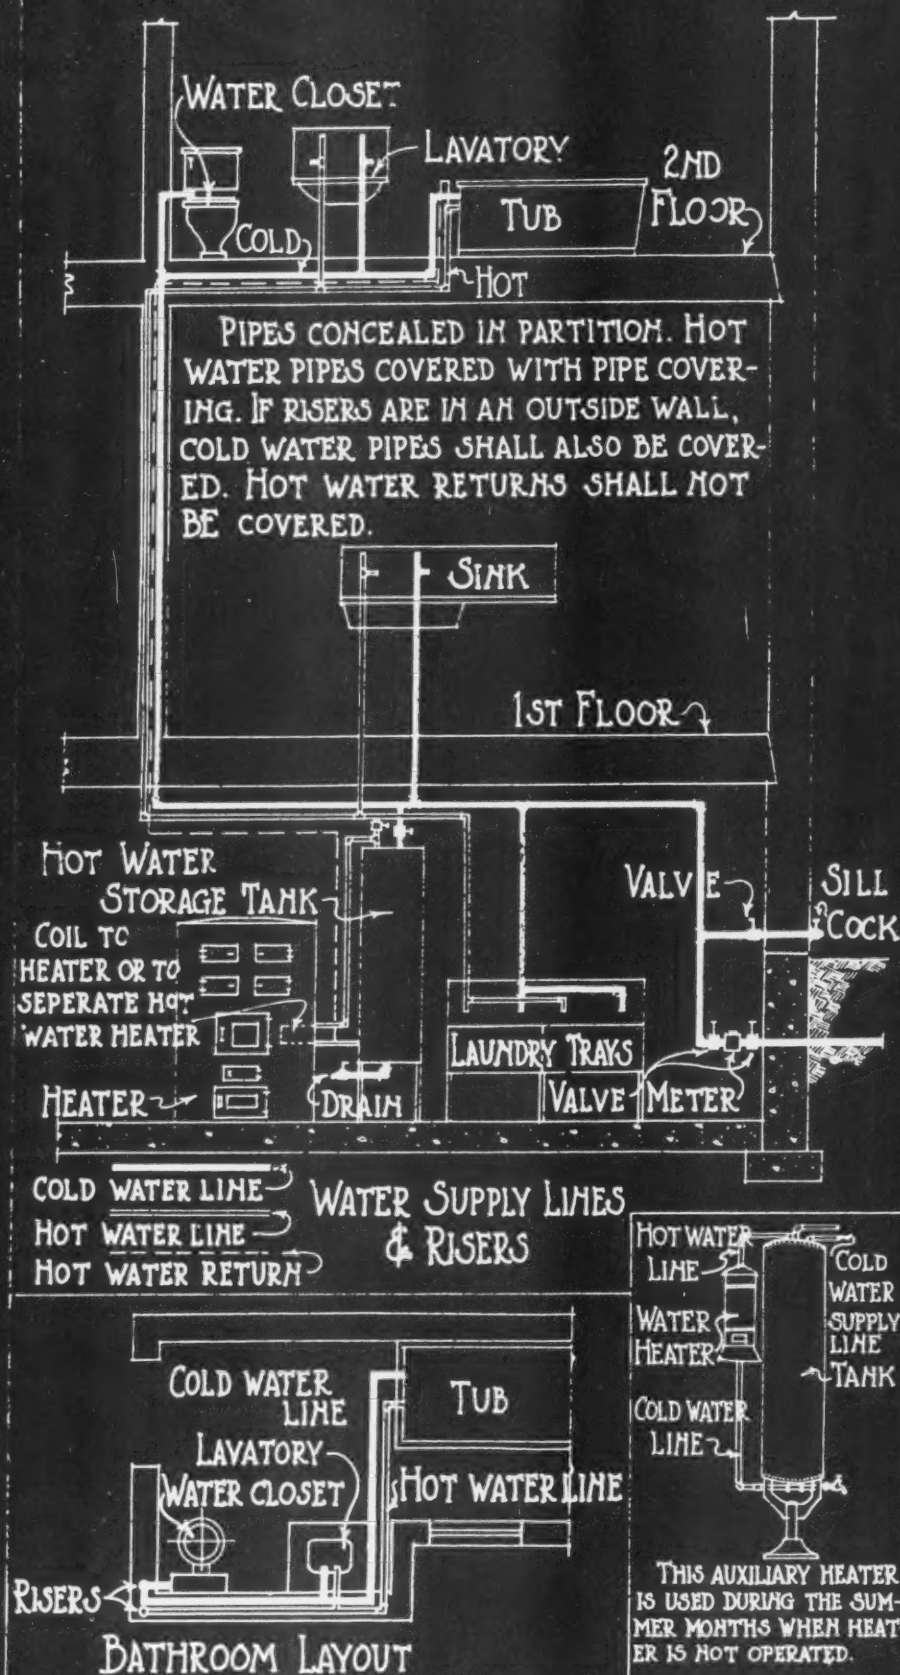 WATER CLOSET
LAVATORY
2ND
FLOOR
TUB
COLD
HOT
PIPES CONCEALED IN PARTITION. HOT
WATER PIPES COVERED WITH PIPE COVER-
ING. IF RISERS ARE IN AN OUTSIDE WALL,
COLD WATER PIPES SHALL ALSO BE COVER-
ED. HOT WATER RETURNS SHALL NOT
BE COVERED.
SINK
1ST FLOOR
HOT WATER
STORAGE TANK
VALVE
SILL
COCK
COIL TO
HEATER OR TO
SEPERATE HOT
WATER HEATER
LAUNDRY TRAYS
HEATER
DRAIN
VALVE
METER
COLD WATER LINE
HOT WATER LINE
HOT WATER RETURN
WATER SUPPLY LINES
& RISERS
HOT WATER
LINE
COLD
WATER
SUPPLY
LINE
WATER
HEATER
TANK
COLD WATER
LINE
THIS AUXILIARY HEATER
IS USED DURING THE SUM-
MER MONTHS WHEN HEAT-
ER IS NOT OPERATED.
COLD WATER
LINE
TUB
LAVATORY
WATER CLOSET
HOT WATER LINE
RISERS
BATHROOM LAYOUT